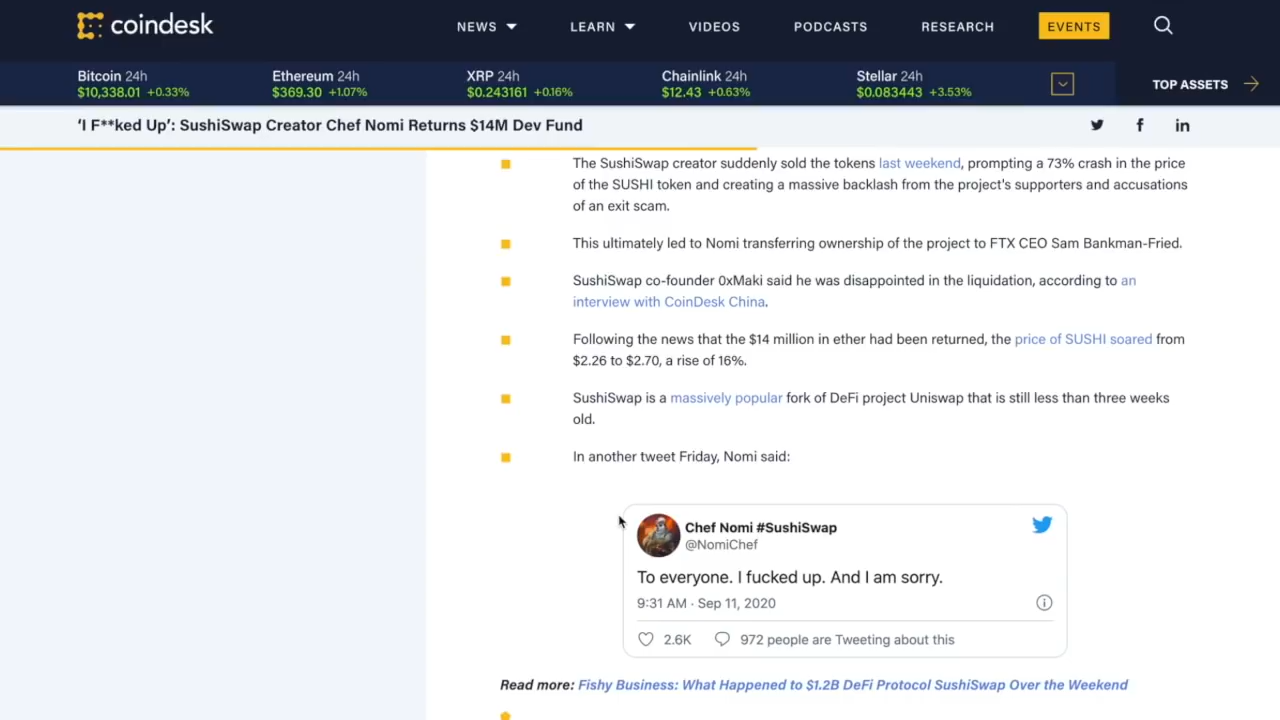 coindesk
NEWS LEARN VIDEOS PODCASTS RESEARCH EVENTS
Bitcoin 24h Ethereum 24h XRP 24h Chainlink 24h Stellar 24h
$10,338.01 +0.33% $369.30 +1.07% $0.243161 +0.16% $12.43 +0.63% $0.083443 +3.53%
TOP ASSETS
‘I F**ked Up’: SushiSwap Creator Chef Nomi Returns $14M Dev Fund
The SushiSwap creator suddenly sold the tokens last weekend, prompting a 73% crash in the price
of the SUSHI token and creating a massive backlash from the project's supporters and accusations
of an exit scam.
This ultimately led to Nomi transferring ownership of the project to FTX CEO Sam Bankman-Fried.
SushiSwap co-founder 0xMaki said he was disappointed in the liquidation, according to an
interview with CoinDesk China.
Following the news that the $14 million in ether had been returned, the price of SUSHI soared from
$2.26 to $2.70, a rise of 16%.
SushiSwap is a massively popular fork of DeFi project Uniswap that is still less than three weeks
old.
In another tweet Friday, Nomi said:
Chef Nomi #SushiSwap
@NomiChef
To everyone. I fucked up. And I am sorry.
9:31 AM · Sep 11, 2020
2.6K 972 people are Tweeting about this
Read more: Fishy Business: What Happened to $1.2B DeFi Protocol SushiSwap Over the Weekend